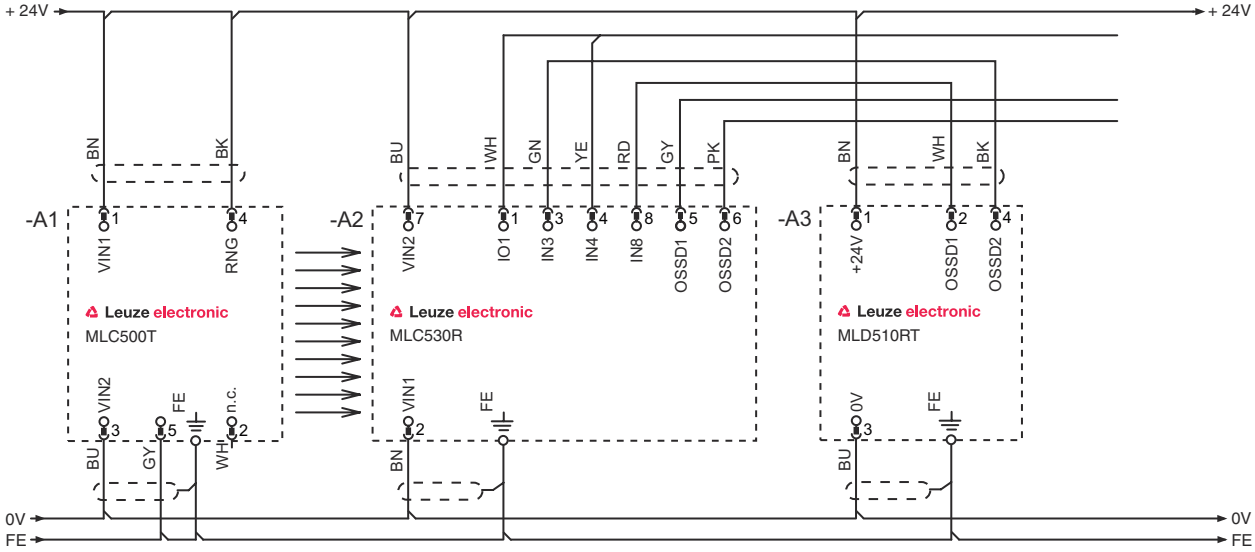 + 24V
+ 24V
BN
BK
BU
WH
GN
YE
RD
GY
PK
BN
WH
BK
-A1
1
4
-A2
7
1
3
4
8
5
6
-A3
1
2
4
VIN1
RNG
VIN2
IO1
IN3
IN4
IN8
OSSD1
OSSD2
+24V
OSSD1
OSSD2
Leuze electronic
MLC500T
Leuze electronic
MLC530R
Leuze electronic
MLD510RT
VIN2
FE
n.c.
VIN1
FE
0V
FE
3
5
2
2
3
BU
GY
WH
BN
BU
0V
0V
FE
FE